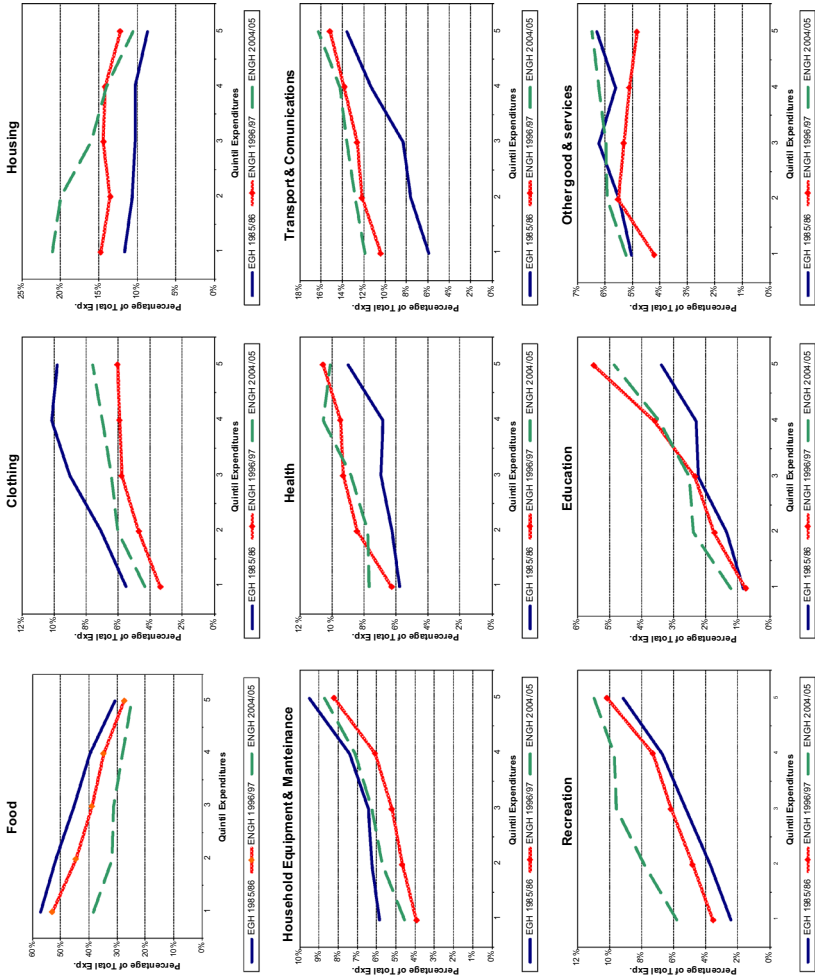 Housing
25%
20%
15%
10%
5%
0%
Percentage of Total Exp.
1 2 3 4 5
Quintil Expenditures
EGH 1985/86 ENGH 1996/97 ENGH 2004/05
Transport & Comunications
18%
16%
14%
12%
10%
8%
6%
4%
2%
0%
Percentage of Total Exp.
1 2 3 4 5
Quintil Expenditures
EGH 1985/86 ENGH 1996/97 ENGH 2004/05
Other good & services
7%
6%
5%
4%
3%
2%
1%
0%
Percentage of Total Exp.
1 2 3 4 5
Quintil Expenditures
EGH 1985/86 ENGH 1996/97 ENGH 2004/05
Clothing
12%
10%
8%
6%
4%
2%
0%
Percentage of Total Exp.
1 2 3 4 5
Quintil Expenditures
EGH 1985/86 ENGH 1996/97 ENGH 2004/05
Health
12%
10%
8%
6%
4%
2%
0%
Percentage of Total Exp.
1 2 3 4 5
Quintil Expenditures
EGH 1985/86 ENGH 1996/97 ENGH 2004/05
Education
6%
5%
4%
3%
2%
1%
0%
Percentage of Total Exp.
1 2 3 4 5
Quintil Expenditures
EGH 1985/86 ENGH 1996/97 ENGH 2004/05
Food
60%
50%
40%
30%
20%
10%
0%
Percentage of Total Exp.
1 2 3 4 5
Quintil Expenditures
EGH 1985/86 ENGH 1996/97 ENGH 2004/05
Household Equipment & Manteinance
10%
9%
8%
7%
6%
5%
4%
3%
2%
1%
0%
Percentage of Total Exp.
1 2 3 4 5
Quintil Expenditures
EGH 1985/86 ENGH 1996/97 ENGH 2004/05
Recreation
12%
10%
8%
6%
4%
2%
0%
Percentage of Total Exp.
1 2 3 4 5
Quintil Expenditures
EGH 1985/86 ENGH 1996/97 ENGH 2004/05